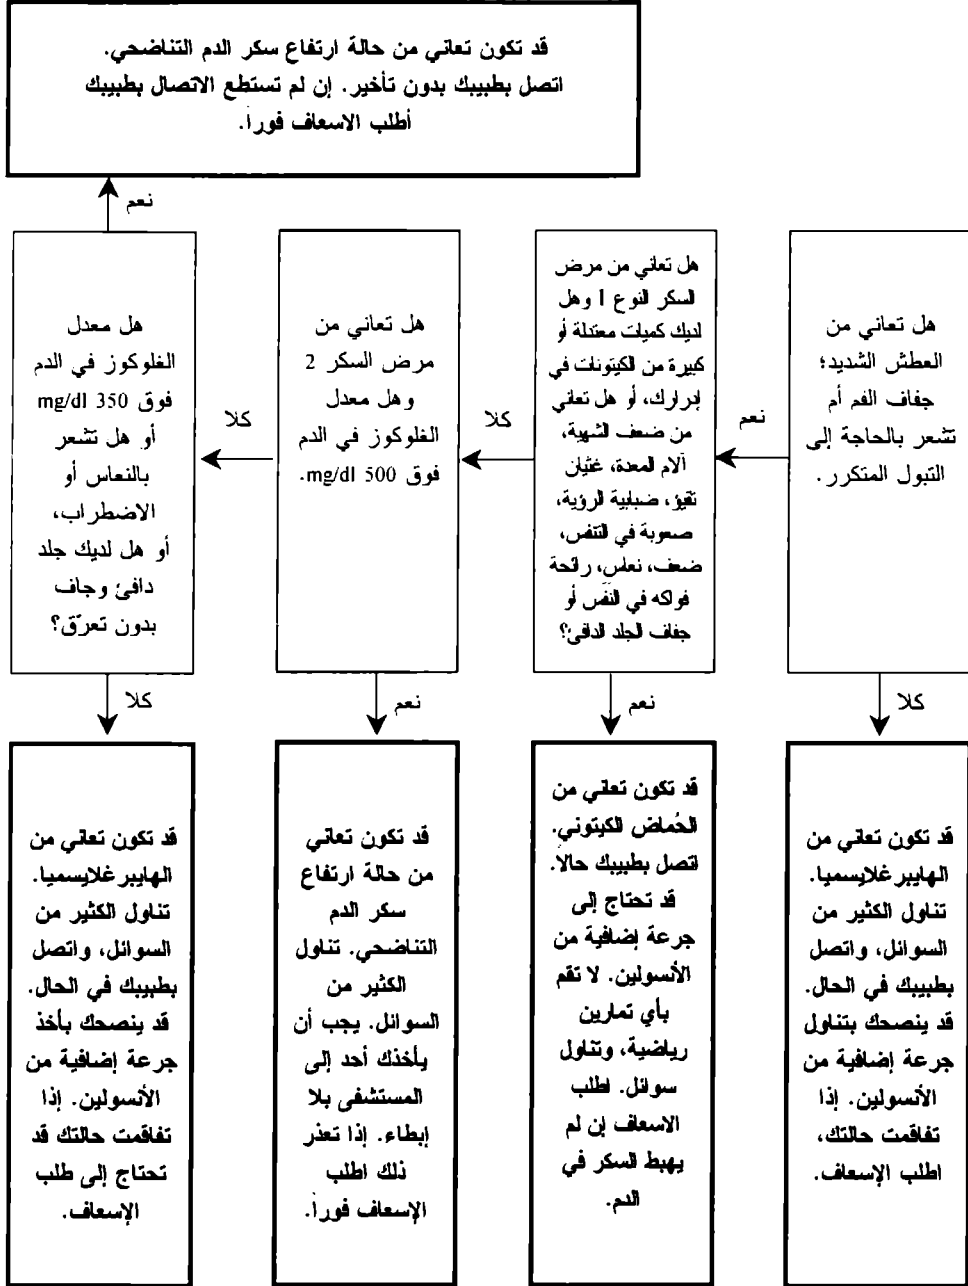 قد تكون تعاني من حالة ارتفاع سكر الدم التناضحي.
اتصل بطبيبك بدون تأخير. إن لم تستطع الاتصال بطبيبك
أطلب الاسعاف فوراً.
نعم
هل تعاني من
العطش الشديد؛
جفاف الفم أم
تشعر بالحاجة إلى
التبول المتكرر.
نعم
هل تعاني من مرض
السكر النوع 1 وهل
لديك كميات معتدلة أو
كبيرة من الكيتونات في
إدرارك، أو هل تعاني
من ضعف الشهية،
آلام المعدة، غثيان
تقيؤ، ضبابية الرؤية،
صعوبة في التنفس،
ضعف، نعاس، رائحة
فواكه في النَفَس أو
جفاف الجلد الدافئ؟
كلا
هل تعاني من
مرض السكر 2
وهل معدل
الغلوكوز في الدم
فوق 500 mg/dl.
كلا
هل معدل
الغلوكوز في الدم
فوق 350 mg/dl
أو هل تشعر
بالنعاس أو
الاضطراب،
أو هل لديك جلد
دافئ وجاف
بدون تعرّق؟
كلا
نعم
نعم
كلا
قد تكون تعاني من
الهايبرغلايسميا.
تناول الكثير من
السوائل، واتصل
بطبيبك في الحال.
قد ينصحك بتناول
جرعة إضافية من
الأنسولين. إذا
تفاقمت حالتك،
اطلب الإسعاف.
قد تكون تعاني من
الحُماض الكيتوني.
اتصل بطبيبك حالاً.
قد تحتاج إلى
جرعة إضافية من
الأنسولين. لا تقم
بأي تمارين
رياضية، وتناول
سوائل. اطلب
الاسعاف إن لم
يهبط السكر في
الدم.
قد تكون تعاني
من حالة ارتفاع
سكر الدم
التناضحي. تناول
الكثير من
السوائل. يجب أن
يأخذك أحد إلى
المستشفى بلا
إبطاء. إذا تعذر
ذلك اطلب
الإسعاف فوراً.
قد تكون تعاني من
الهايبرغلايسميا.
تناول الكثير من
السوائل، واتصل
بطبيبك في الحال.
قد ينصحك بأخذ
جرعة إضافية من
الأنسولين. إذا
تفاقمت حالتك قد
تحتاج إلى طلب
الإسعاف.